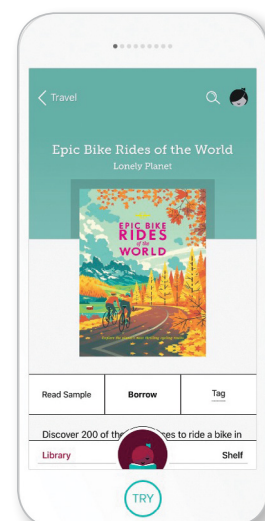 Travel
Epic Bike Rides of the World
Lonely Planet
EPIC BIKE
RIDES
of the
WORLD
Read Sample
Borrow
Tag
Discover 200 of the
es to ride a bike in
Library
Shelf
TRY